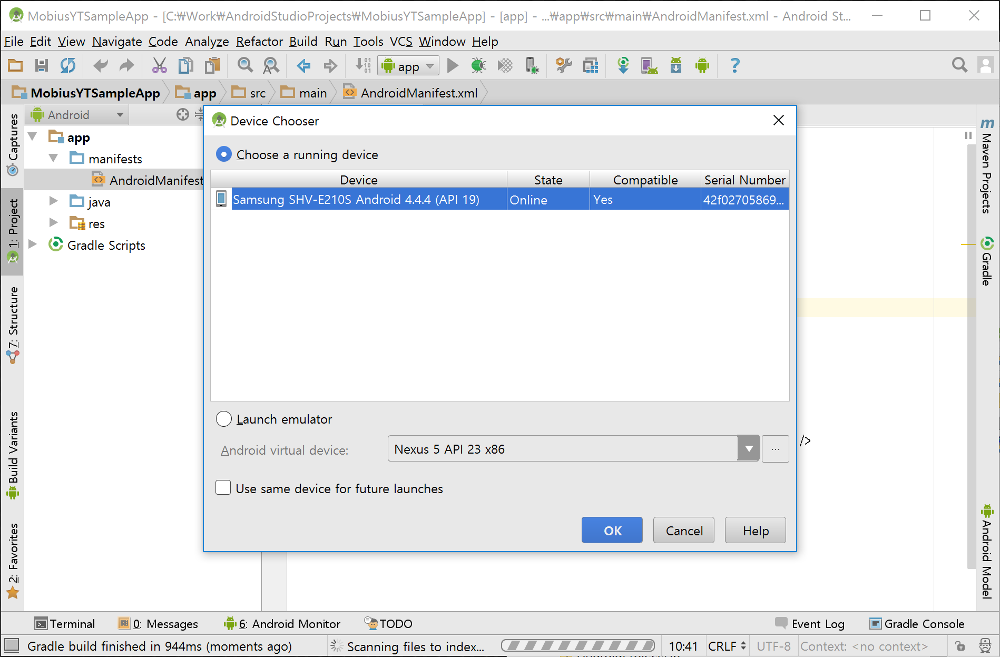 MobiusYTSampleApp - [C:₩Work₩AndroidStudioProjects₩MobiusYTSampleApp] - [app] - ...₩app₩src₩main₩AndroidManifest.xml - Android St...
File Edit View Navigate Code Analyze Refactor Build Run Tools VCS Window Help
app
MobiusYTSampleApp app src main AndroidManifest.xml
Android
app
manifests
AndroidManifest
java
res
Gradle Scripts
Captures
1: Project
7: Structure
Build Variants
2: Favorites
Device Chooser
Choose a running device
Device State Compatible Serial Number
Samsung SHV-E210S Android 4.4.4 (API 19) Online Yes 42f02705869...
Launch emulator
Android virtual device: Nexus 5 API 23 x86 ...
Use same device for future launches
OK Cancel Help
/>
m Maven Projects
Gradle
Android Model
Terminal 0: Messages 6: Android Monitor TODO Event Log Gradle Console
Gradle build finished in 944ms (moments ago) Scanning files to index... 10:41 CRLF UTF-8 Context: <no context>